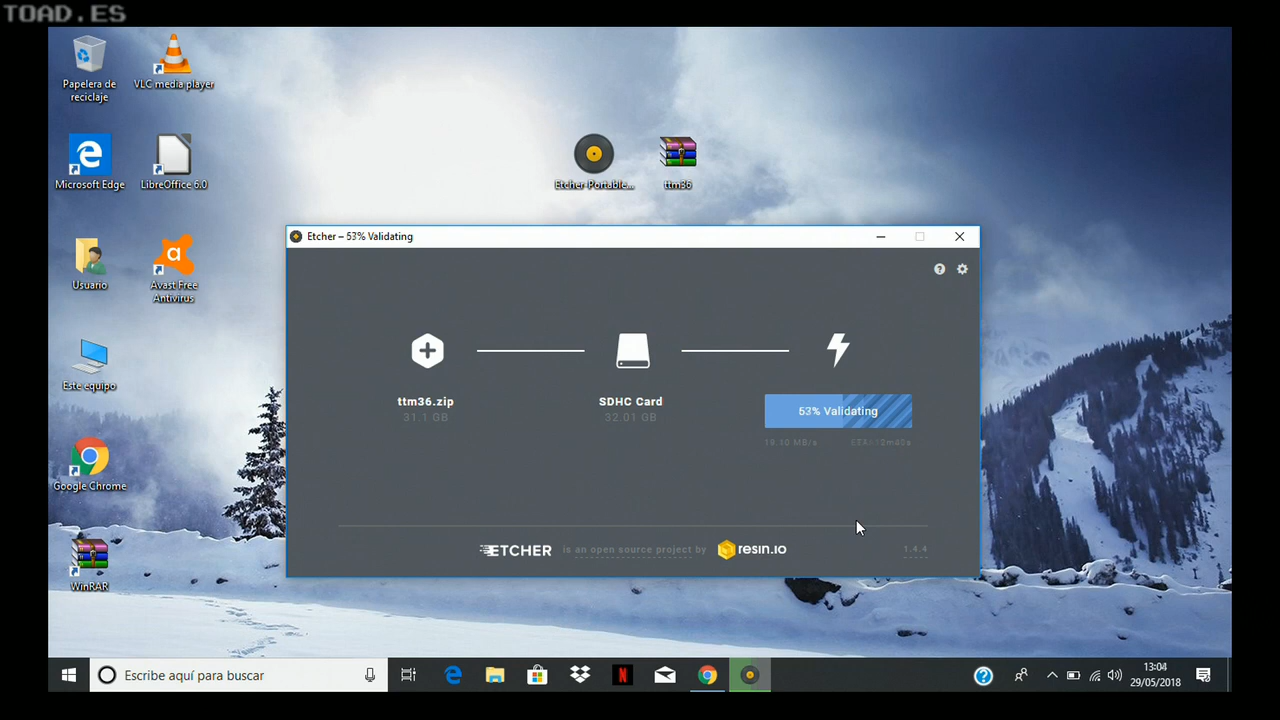 TOAD.ES
Papelera de
reciclaje
VLC media player
Microsoft Edge
LibreOffice 6.0
Etcher-Portable...
ttm36
Usuario
Avast Free
Antivirus
Este equipo
Google Chrome
WinRAR
Etcher – 53% Validating
ttm36.zip
31.1 GB
SDHC Card
32.01 GB
53% Validating
19.10 MB/s
ETCHER
is an open source project by
resin.io
1.4.4
Escribe aquí para buscar
13:04
29/05/2018